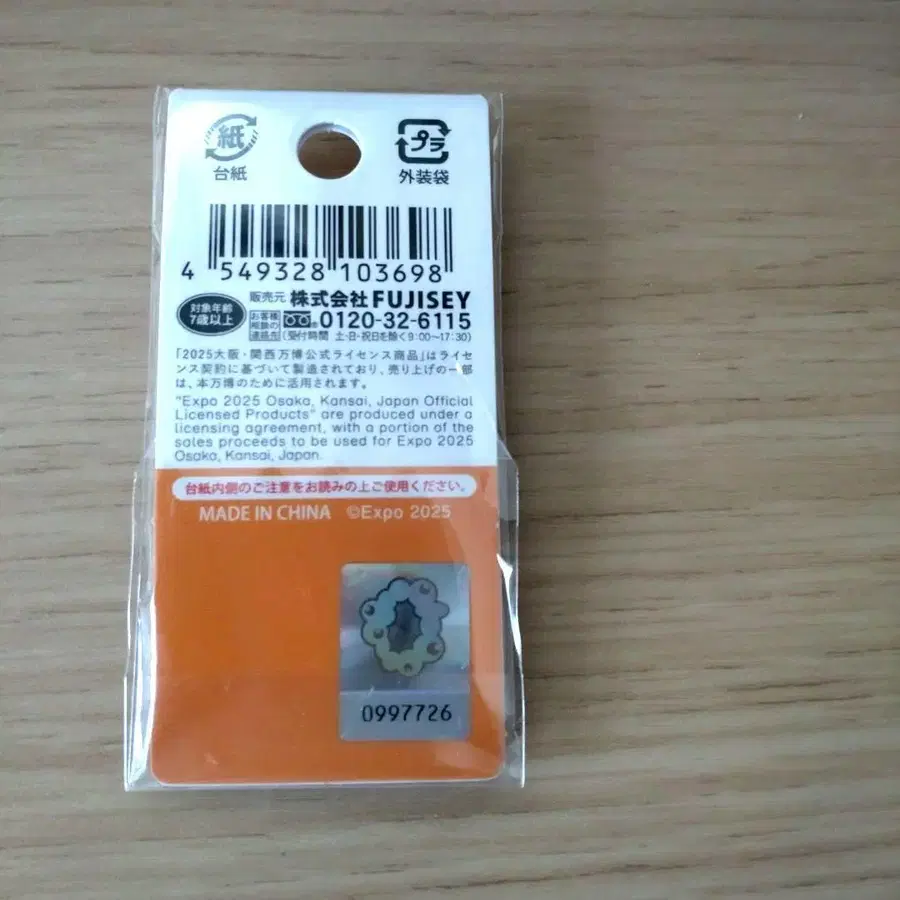 紙
台紙
プラ
外装袋
4 549328 103698
対象年齢
7歳以上
販売元 株式会社 FUJISEY
お客様
相談の
連絡先
0120-32-6115
(受付時間 土・日・祝日を除く9:00〜17:30)
「2025大阪・関西万博公式ライセンス商品」はライセ
ンス契約に基づいて製造されており、売り上げの一部
は、本万博のために活用されます。
"Expo 2025 Osaka, Kansai, Japan Official
Licensed Products" are produced under a
licensing agreement, with a portion of the
sales proceeds to be used for Expo 2025
Osaka, Kansai, Japan.
台紙内側のご注意をお読みの上ご使用ください。
MADE IN CHINA ©Expo 2025
0997726